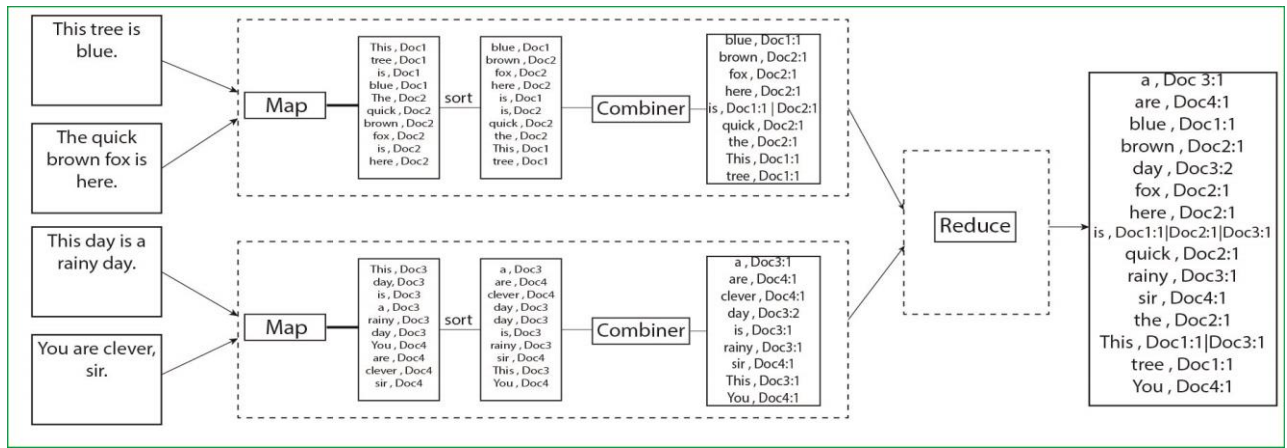 This tree is
blue.
The quick
brown fox is
here.
Map
This , Doc1
tree , Doc1
is , Doc1
blue , Doc1
The , Doc2
quick , Doc2
brown , Doc2
fox , Doc2
is , Doc2
here , Doc2
sort
blue , Doc1
brown , Doc2
fox , Doc2
here , Doc2
is , Doc1
is, Doc2
quick , Doc2
the , Doc2
This , Doc1
tree , Doc1
Combiner
blue , Doc1:1
brown , Doc2:1
fox , Doc2:1
here , Doc2:1
is , Doc1:1 | Doc2:1
quick , Doc2:1
the , Doc2:1
This , Doc1:1
tree , Doc1:1
This day is a
rainy day.
You are clever,
sir.
Map
This , Doc3
day, Doc3
is , Doc3
a , Doc3
rainy , Doc3
day , Doc3
You , Doc4
are , Doc4
clever , Doc4
sir , Doc4
sort
a , Doc3
are , Doc4
clever , Doc4
day , Doc3
day , Doc3
is , Doc3
rainy , Doc3
sir , Doc4
This , Doc3
You , Doc4
Combiner
a , Doc3:1
are , Doc4:1
clever , Doc4:1
day , Doc3:2
is , Doc3:1
rainy , Doc3:1
sir , Doc4:1
This , Doc3:1
You , Doc4:1
Reduce
a , Doc 3:1
are , Doc4:1
blue , Doc1:1
brown , Doc2:1
day , Doc3:2
fox , Doc2:1
here , Doc2:1
is , Doc1:1|Doc2:1|Doc3:1
quick , Doc2:1
rainy , Doc3:1
sir , Doc4:1
the , Doc2:1
This , Doc1:1|Doc3:1
tree , Doc1:1
You , Doc4:1